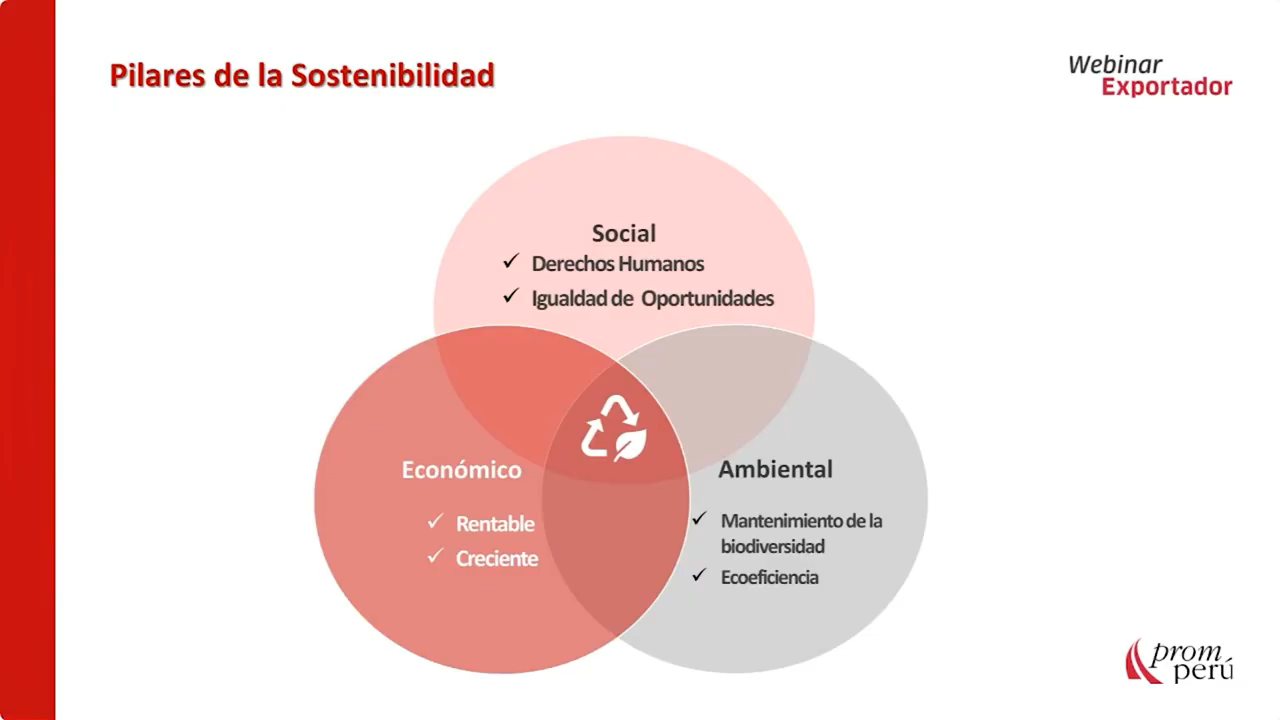 Pilares de la Sostenibilidad
Webinar
Exportador
Social
✓ Derechos Humanos
✓ Igualdad de Oportunidades
Económico
✓ Rentable
✓ Creciente
Ambiental
✓ Mantenimiento de la
biodiversidad
✓ Ecoeficiencia
prom
perú